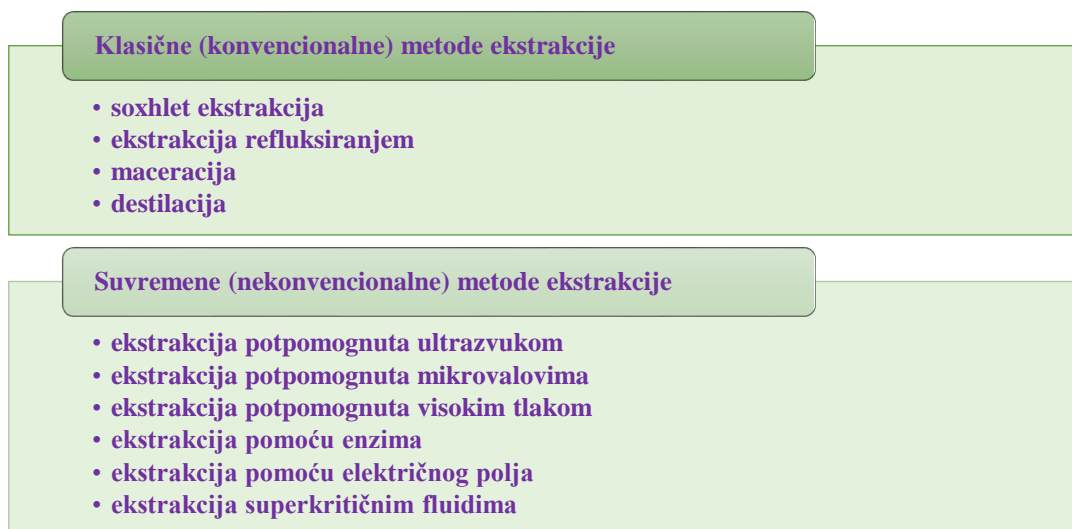 Klasične (konvencionalne) metode ekstrakcije
• soxhlet ekstrakcija
• ekstrakcija refluksiranjem
• maceracija
• destilacija
Suvremene (nekonvencionalne) metode ekstrakcije
• ekstrakcija potpomognuta ultrazvukom
• ekstrakcija potpomognuta mikrovalovima
• ekstrakcija potpomognuta visokim tlakom
• ekstrakcija pomoću enzima
• ekstrakcija pomoću električnog polja
• ekstrakcija superkritičnim fluidima